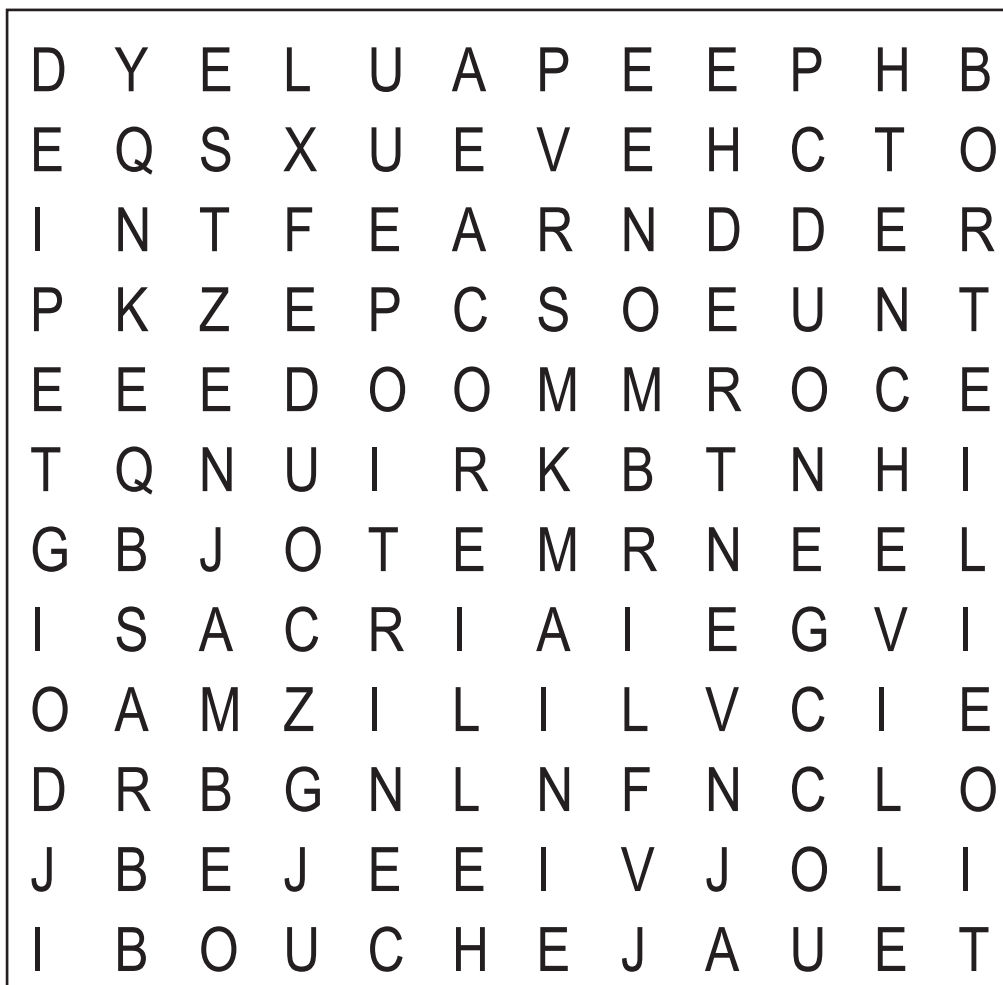 D Y E L U A P E E P H B
E Q S X U E V E H C T O
I N T F E A R N D D E R
P K Z E P C S O E U N T
E E E D O O M M R O C E
T Q N U I R K B T N H I
G B J O T E M R N E E L
I S A C R I A I E G V I
O A M Z I L I L V C I E
D R B G N L N F N C L O
J B E J E E I V J O L I
I B O U C H E J A U E T